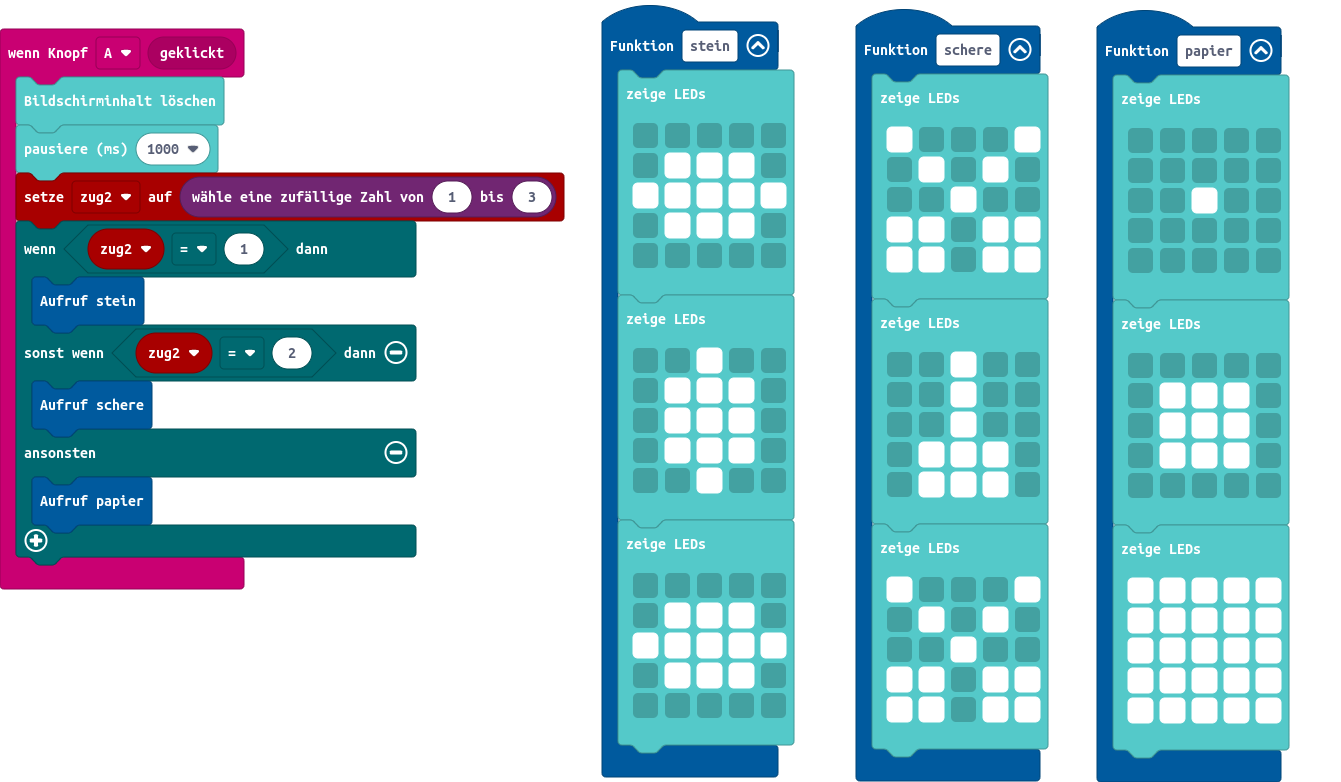 wenn Knopf A geklickt
Bildschirminhalt löschen
pausiere (ms) 1000
setze zug2 auf wähle eine zufällige Zahl von 1 bis 3
wenn zug2 = 1 dann
Aufruf stein
sonst wenn zug2 = 2 dann
Aufruf schere
ansonsten
Aufruf papier
Funktion stein
zeige LEDs
zeige LEDs
zeige LEDs
Funktion schere
zeige LEDs
zeige LEDs
zeige LEDs
Funktion papier
zeige LEDs
zeige LEDs
zeige LEDs